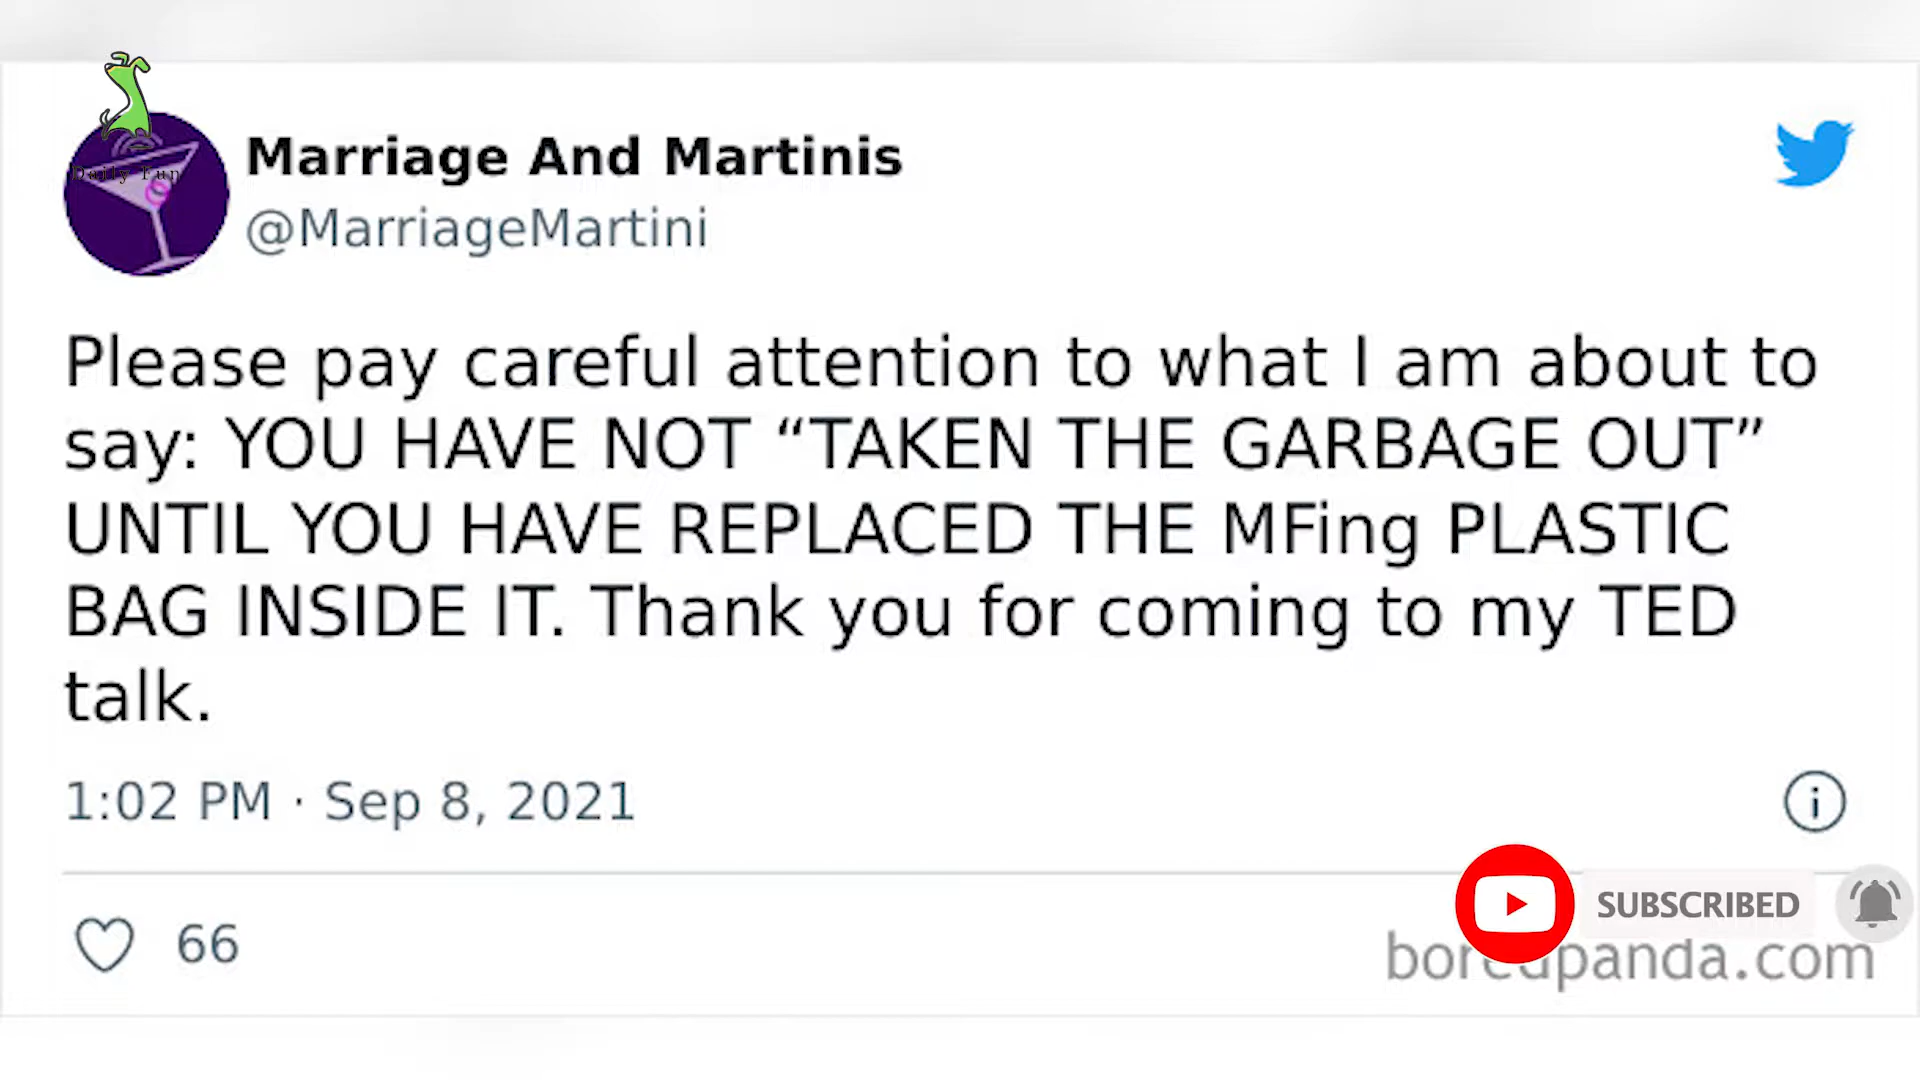 Daily Fun
Marriage And Martinis
@MarriageMartini
Please pay careful attention to what I am about to
say: YOU HAVE NOT “TAKEN THE GARBAGE OUT”
UNTIL YOU HAVE REPLACED THE MFing PLASTIC
BAG INSIDE IT. Thank you for coming to my TED
talk.
1:02 PM · Sep 8, 2021
66
SUBSCRIBED
boredpanda.com